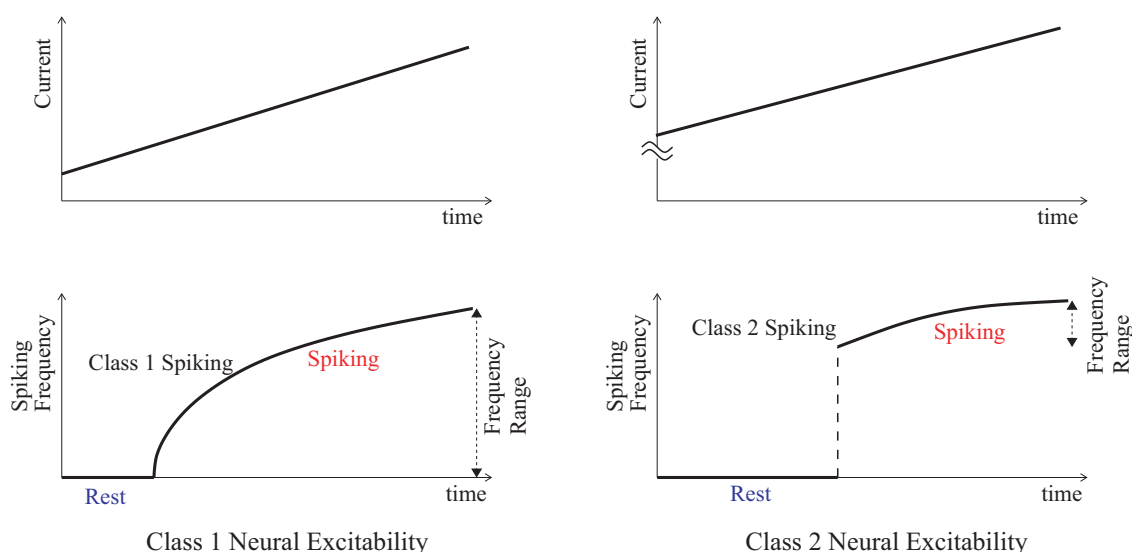 Current
time
Current
time
Spiking
Frequency
Class 1 Spiking
Spiking
Frequency
Range
Rest
time
Class 1 Neural Excitability
Spiking
Frequency
Class 2 Spiking
Spiking
Frequency
Range
Rest
time
Class 2 Neural Excitability